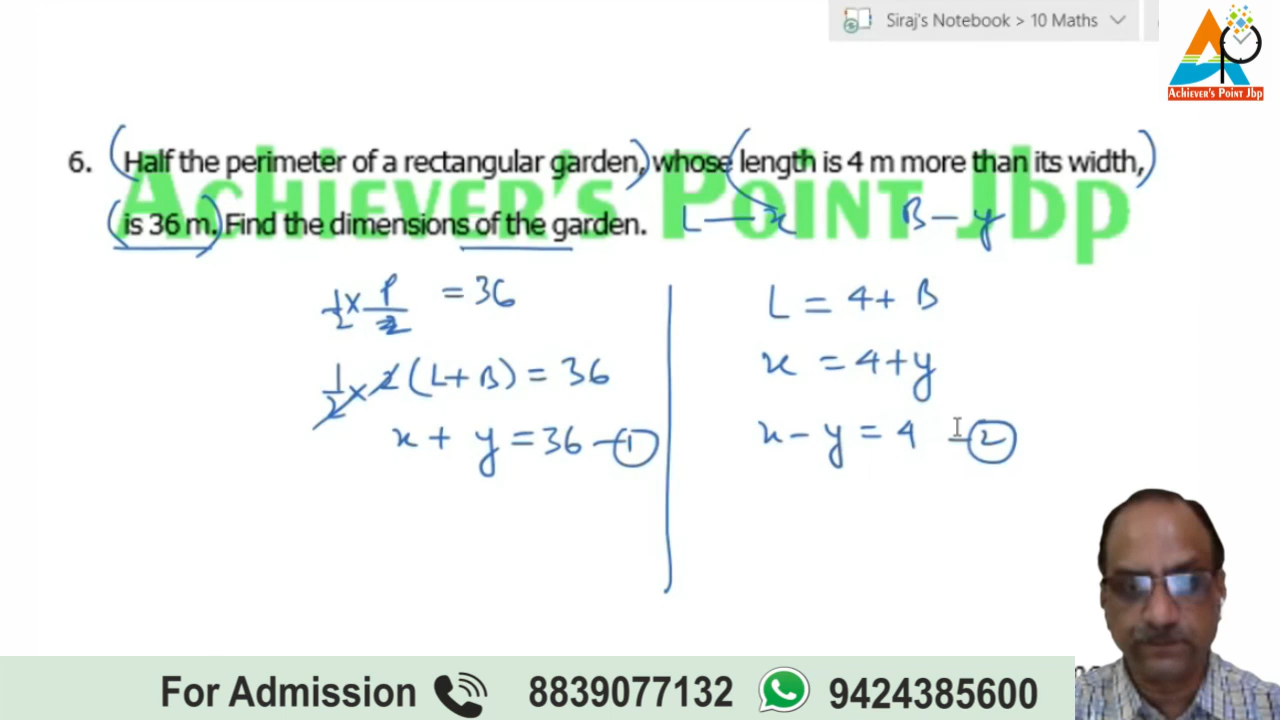 Siraj's Notebook > 10 Maths
ACHIEVER'S POINT JBP
6. (Half the perimeter of a rectangular garden,) whose (length is 4 m more than its width,)
(is 36 m.) Find the dimensions of the garden. L — x B — y
ACHIEVER'S POINT JBP
1/2 × P = 36
1/2 × 2 (L + B) = 36
x + y = 36 — ①
L = 4 + B
x = 4 + y
x - y = 4 — ②
For Admission 8839077132 9424385600